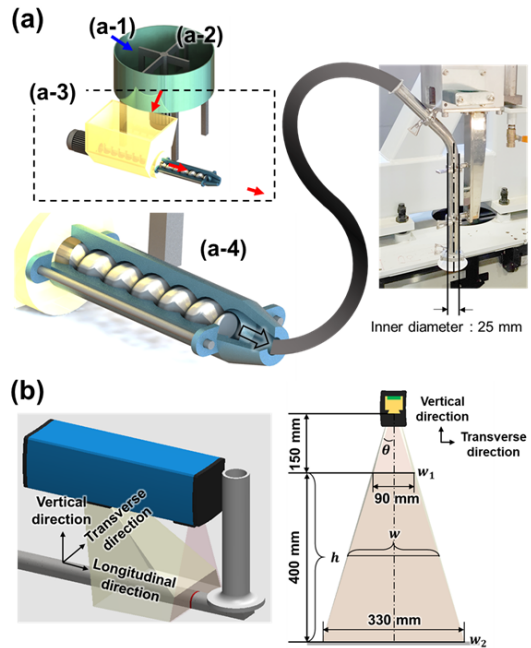 (a)
(a-1)
(a-2)
(a-3)
(a-4)
Inner diameter : 25 mm
(b)
Vertical
direction
Transverse
direction
Longitudinal
direction
Vertical
direction
Transverse
direction
150 mm
θ
w₁
90 mm
400 mm
h
w
330 mm
w₂